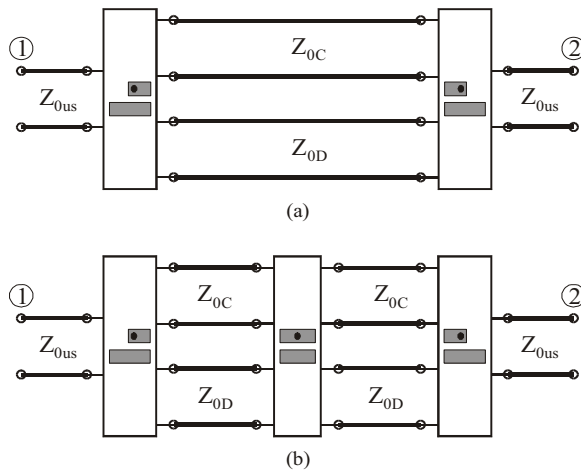 ① ②
Z₀C
Z₀us Z₀us
Z₀D
(a)
① ②
Z₀C Z₀C
Z₀us Z₀us
Z₀D Z₀D
(b)